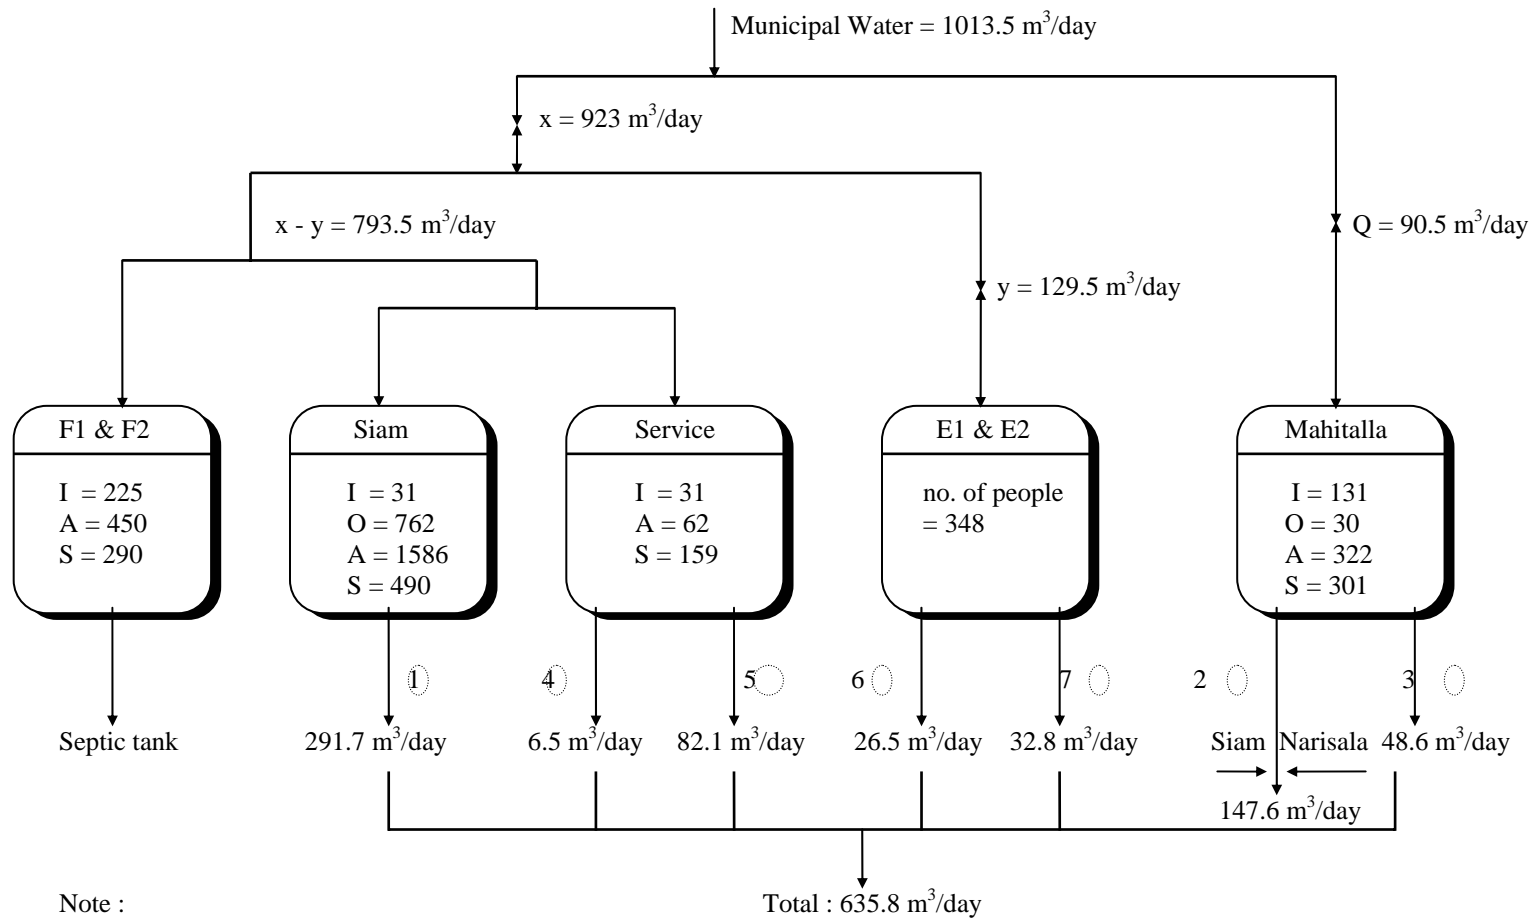 Municipal Water = 1013.5 m³/day
x = 923 m³/day
x - y = 793.5 m³/day
Q = 90.5 m³/day
y = 129.5 m³/day
F1 & F2
I = 225
A = 450
S = 290
Siam
I = 31
O = 762
A = 1586
S = 490
Service
I = 31
A = 62
S = 159
E1 & E2
no. of people
= 348
Mahitalla
I = 131
O = 30
A = 322
S = 301
1 4 5 6 7 2 3
Septic tank 291.7 m³/day 6.5 m³/day 82.1 m³/day 26.5 m³/day 32.8 m³/day Siam Narisala 48.6 m³/day
147.6 m³/day
Note : Total : 635.8 m³/day